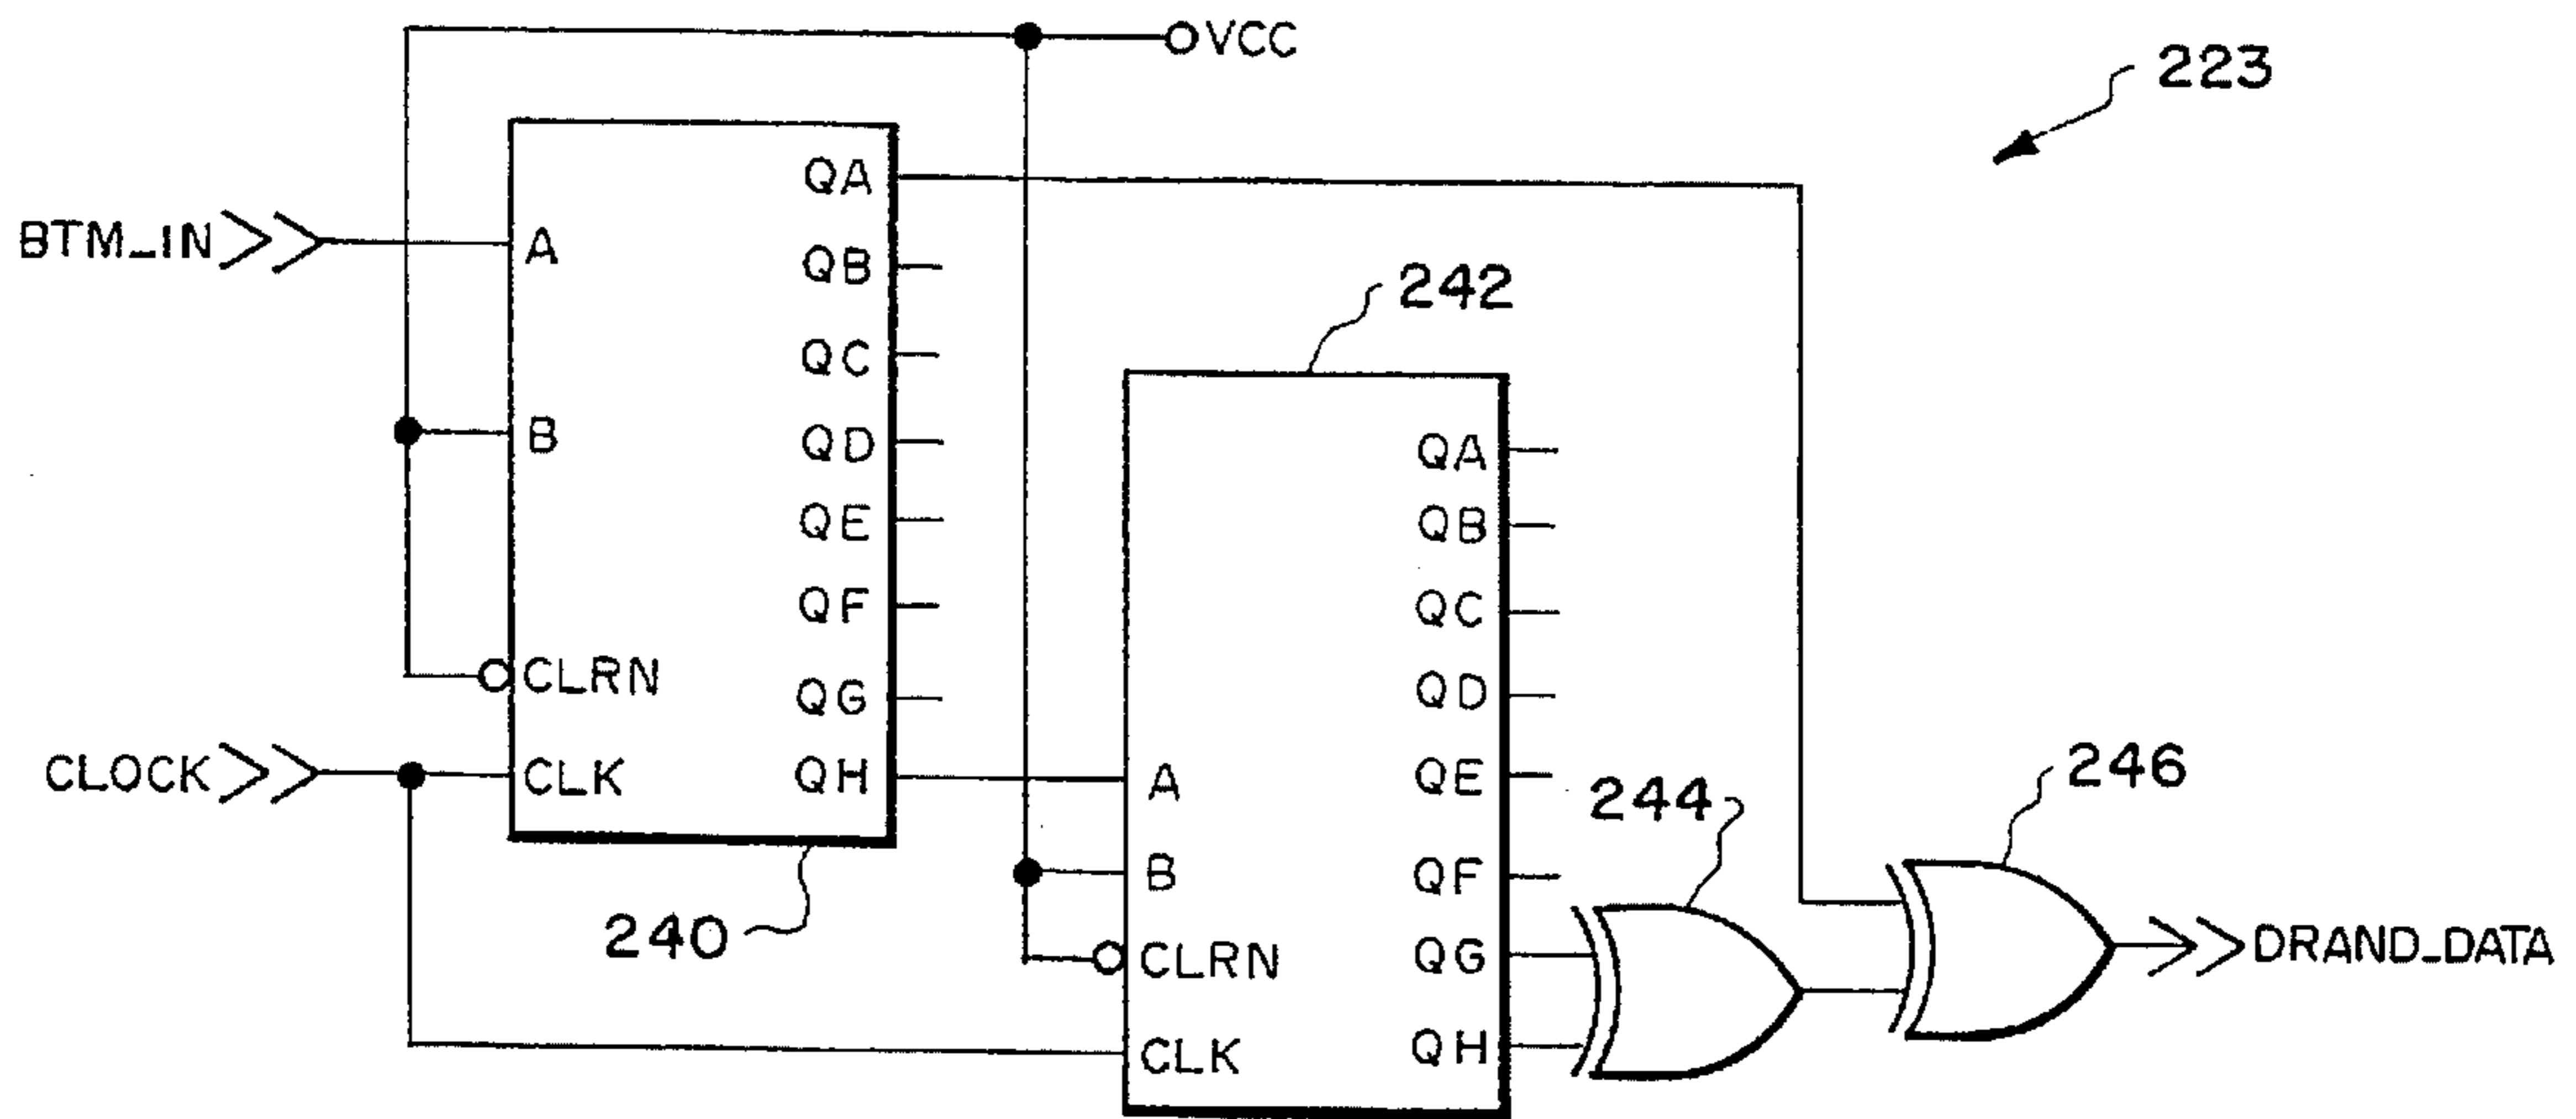 VCC
223
BTM_IN
A
B
CLRN
CLOCK
CLK
QA
QB
QC
QD
QE
QF
QG
QH
240
242
A
B
CLRN
CLK
QA
QB
QC
QD
QE
QF
QG
QH
244
246
DRAND_DATA